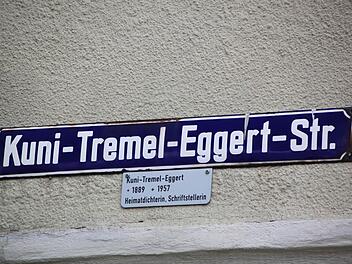 Kuni-Tremel-Eggert-Str.
Kuni-Tremel-Eggert
* 1889 + 1957
Heimatdichterin, Schriftstellerin